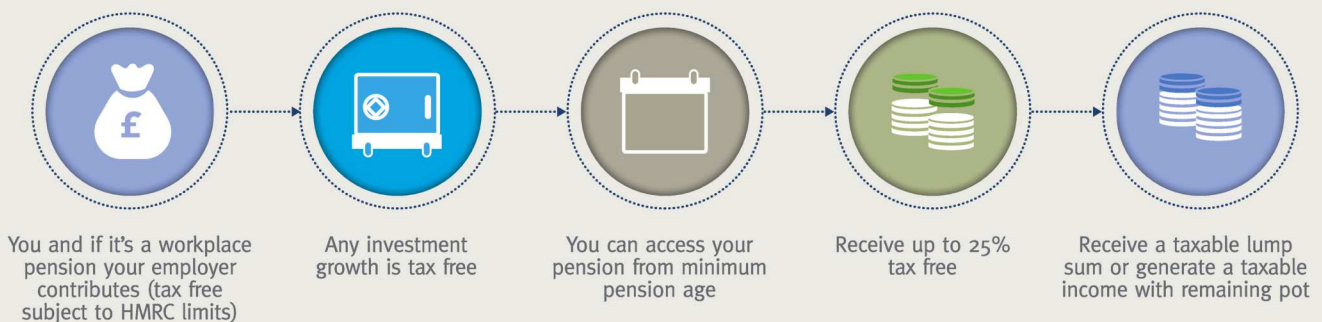 £
You and if it's a workplace
pension your employer
contributes (tax free
subject to HMRC limits)
Any investment
growth is tax free
You can access your
pension from minimum
pension age
Receive up to 25%
tax free
Receive a taxable lump
sum or generate a taxable
income with remaining pot